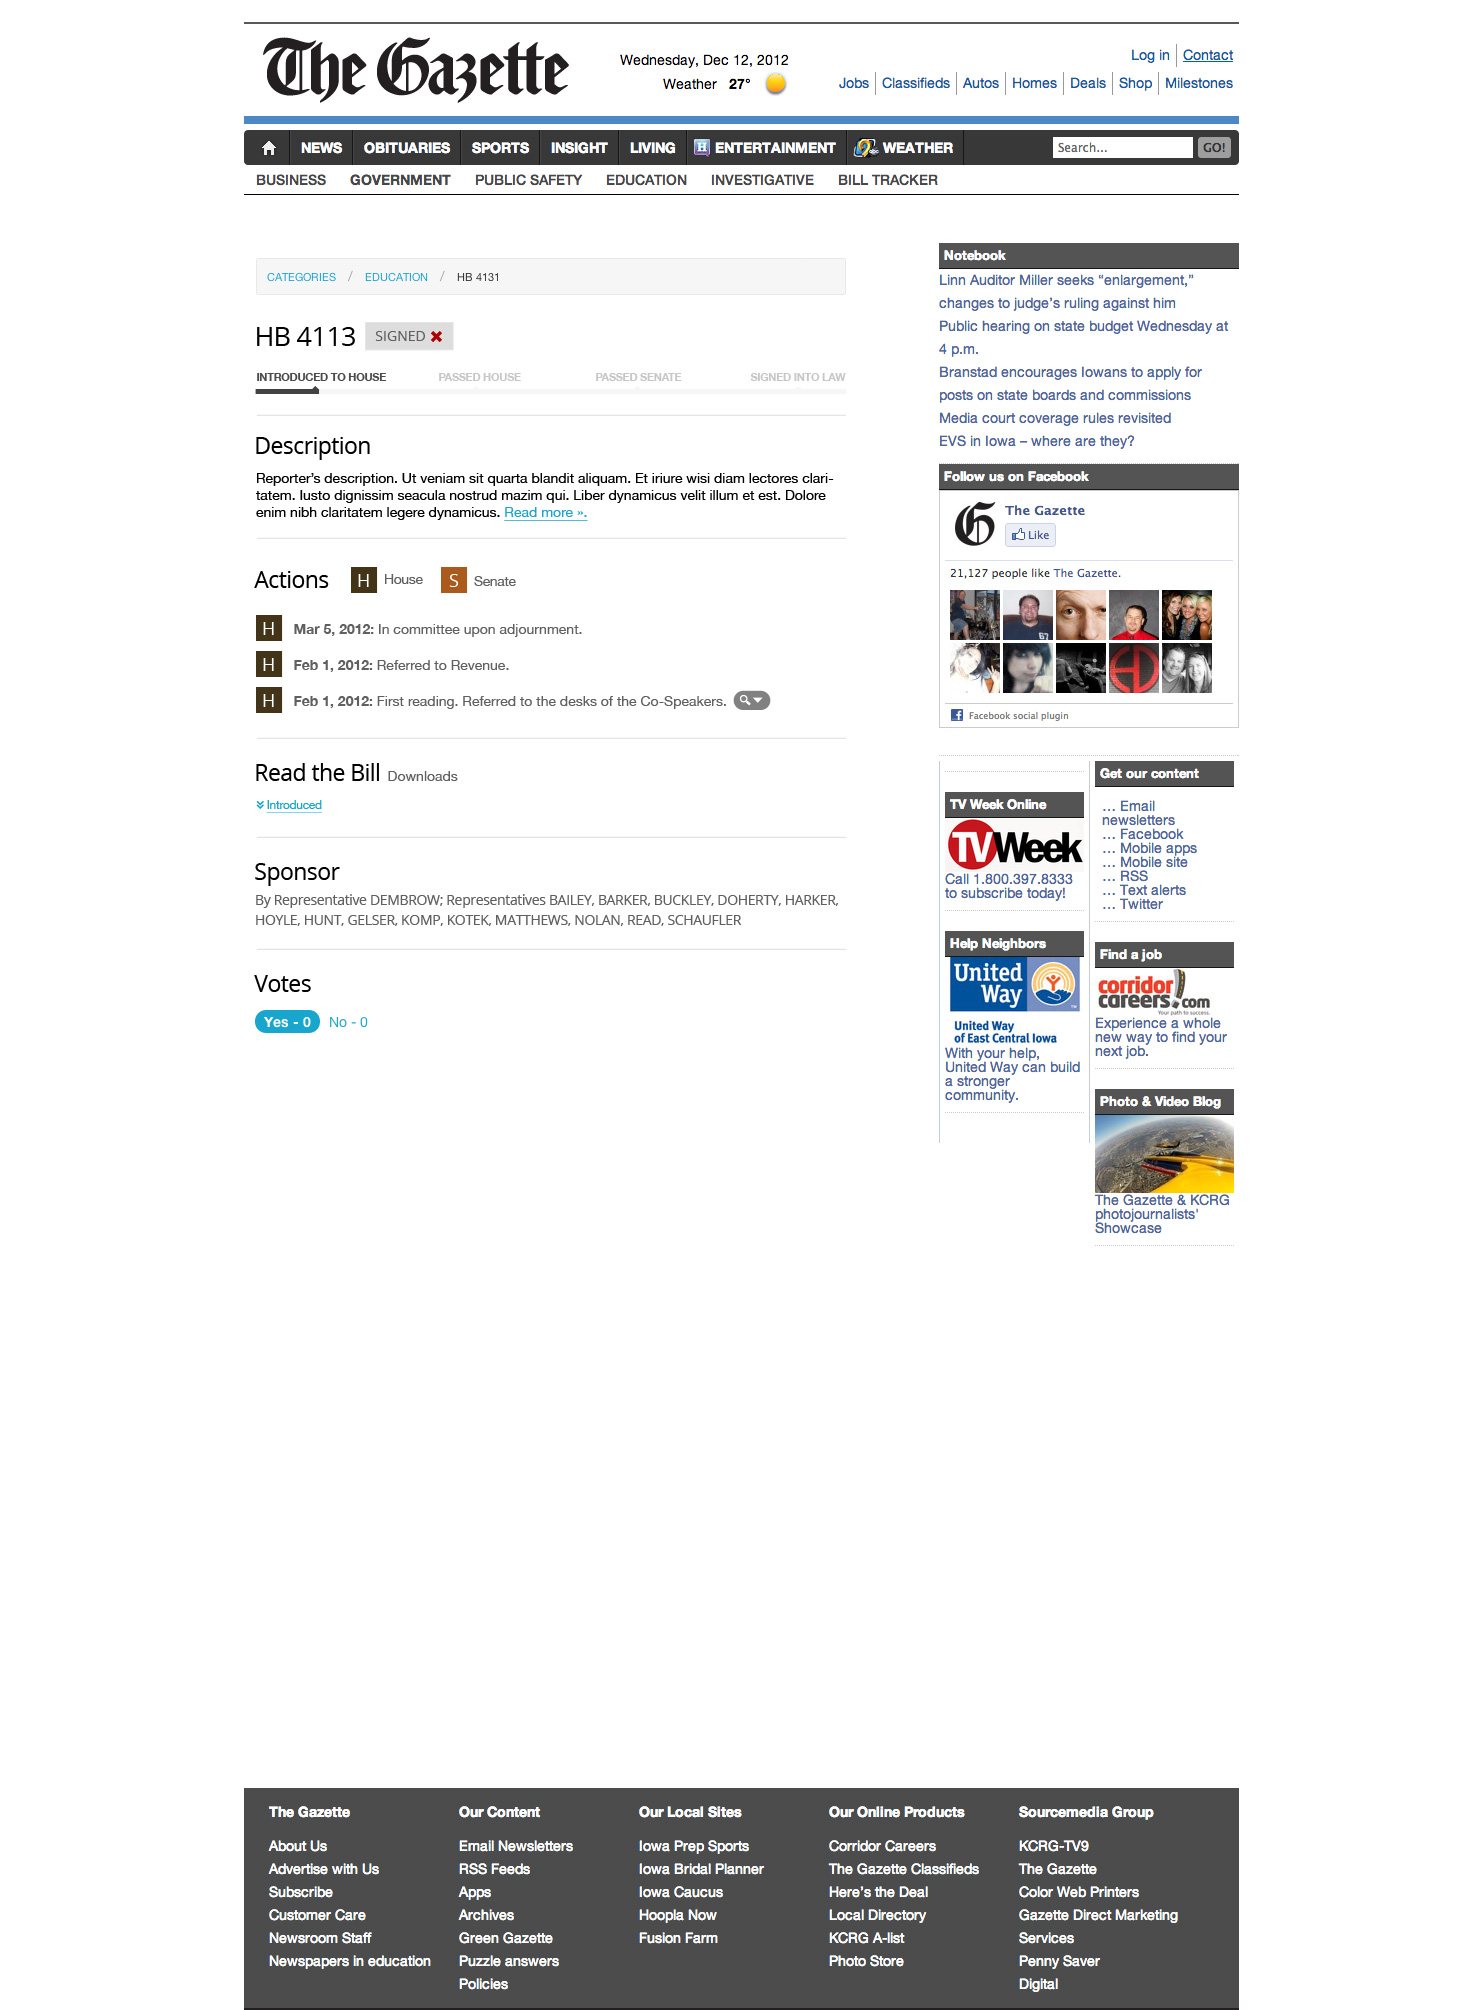 The Gazette
Wednesday, Dec 12, 2012
Weather 27°
Log in Contact
Jobs Classifieds Autos Homes Deals Shop Milestones
NEWS OBITUARIES SPORTS INSIGHT LIVING H ENTERTAINMENT 9 WEATHER Search... GO!
BUSINESS GOVERNMENT PUBLIC SAFETY EDUCATION INVESTIGATIVE BILL TRACKER
CATEGORIES / EDUCATION / HB 4131
HB 4113 SIGNED ✖
INTRODUCED TO HOUSE PASSED HOUSE PASSED SENATE SIGNED INTO LAW
Description
Reporter's description. Ut veniam sit quarta blandit aliquam. Et iriure wisi diam lectores clari-
tatem. Iusto dignissim seacula nostrud mazim qui. Liber dynamicus velit illum et est. Dolore
enim nibh claritatem legere dynamicus. Read more ».
Actions H House S Senate
H Mar 5, 2012: In committee upon adjournment.
H Feb 1, 2012: Referred to Revenue.
H Feb 1, 2012: First reading. Referred to the desks of the Co-Speakers.
Read the Bill Downloads
Introduced
Sponsor
By Representative DEMBROW; Representatives BAILEY, BARKER, BUCKLEY, DOHERTY, HARKER,
HOYLE, HUNT, GELSER, KOMP, KOTEK, MATTHEWS, NOLAN, READ, SCHAUFLER
Votes
Yes - 0 No - 0
Notebook
Linn Auditor Miller seeks “enlargement,”
changes to judge's ruling against him
Public hearing on state budget Wednesday at
4 p.m.
Branstad encourages Iowans to apply for
posts on state boards and commissions
Media court coverage rules revisited
EVS in Iowa – where are they?
Follow us on Facebook
G The Gazette
Like
21,127 people like The Gazette.
67
HD
Facebook social plugin
TV Week Online
TVWeek
Call 1.800.397.8333
to subscribe today!
Help Neighbors
United
Way
United Way
of East Central Iowa
With your help,
United Way can build
a stronger
community.
Get our content
... Email
newsletters
... Facebook
... Mobile apps
... Mobile site
... RSS
... Text alerts
... Twitter
Find a job
corridor
careers.com
Your path to success.
Experience a whole
new way to find your
next job.
Photo & Video Blog
The Gazette & KCRG
photojournalists'
Showcase
The Gazette
About Us
Advertise with Us
Subscribe
Customer Care
Newsroom Staff
Newspapers in education
Our Content
Email Newsletters
RSS Feeds
Apps
Archives
Green Gazette
Puzzle answers
Policies
Our Local Sites
Iowa Prep Sports
Iowa Bridal Planner
Iowa Caucus
Hoopla Now
Fusion Farm
Our Online Products
Corridor Careers
The Gazette Classifieds
Here's the Deal
Local Directory
KCRG A-list
Photo Store
Sourcemedia Group
KCRG-TV9
The Gazette
Color Web Printers
Gazette Direct Marketing
Services
Penny Saver
Digital